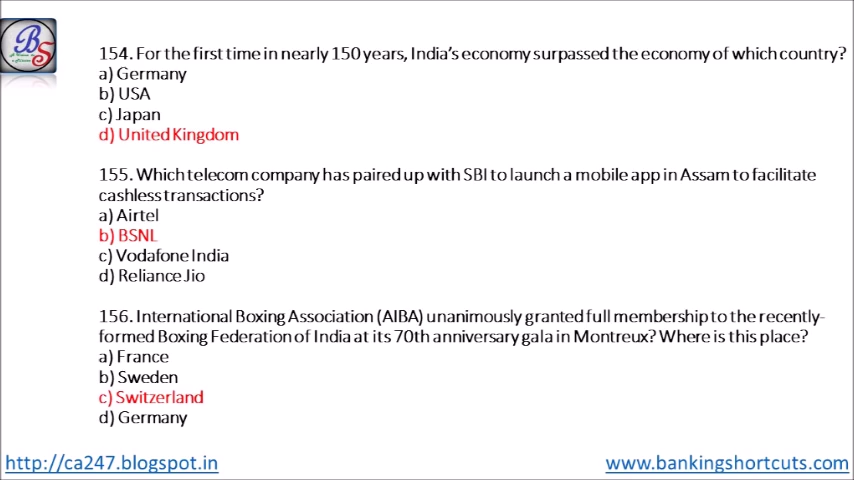 BS
154. For the first time in nearly 150 years, India's economy surpassed the economy of which country?
a) Germany
b) USA
c) Japan
d) United Kingdom
155. Which telecom company has paired up with SBI to launch a mobile app in Assam to facilitate
cashless transactions?
a) Airtel
b) BSNL
c) Vodafone India
d) Reliance Jio
156. International Boxing Association (AIBA) unanimously granted full membership to the recently-
formed Boxing Federation of India at its 70th anniversary gala in Montreux? Where is this place?
a) France
b) Sweden
c) Switzerland
d) Germany
http://ca247.blogspot.in
www.bankingshortcuts.com